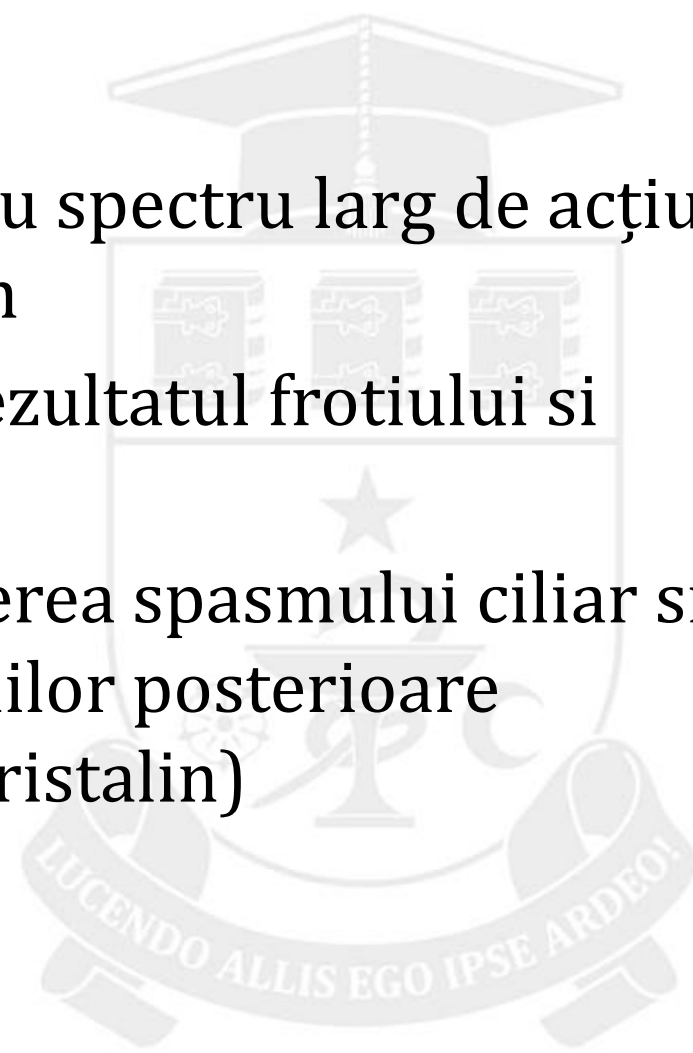 u spectru larg de acțiu
n
ezultatul frotiului si
erea spasmului ciliar si
ilor posterioare
ristalin)
LUCENDO ALLIS EGO IPSE ARDEO!